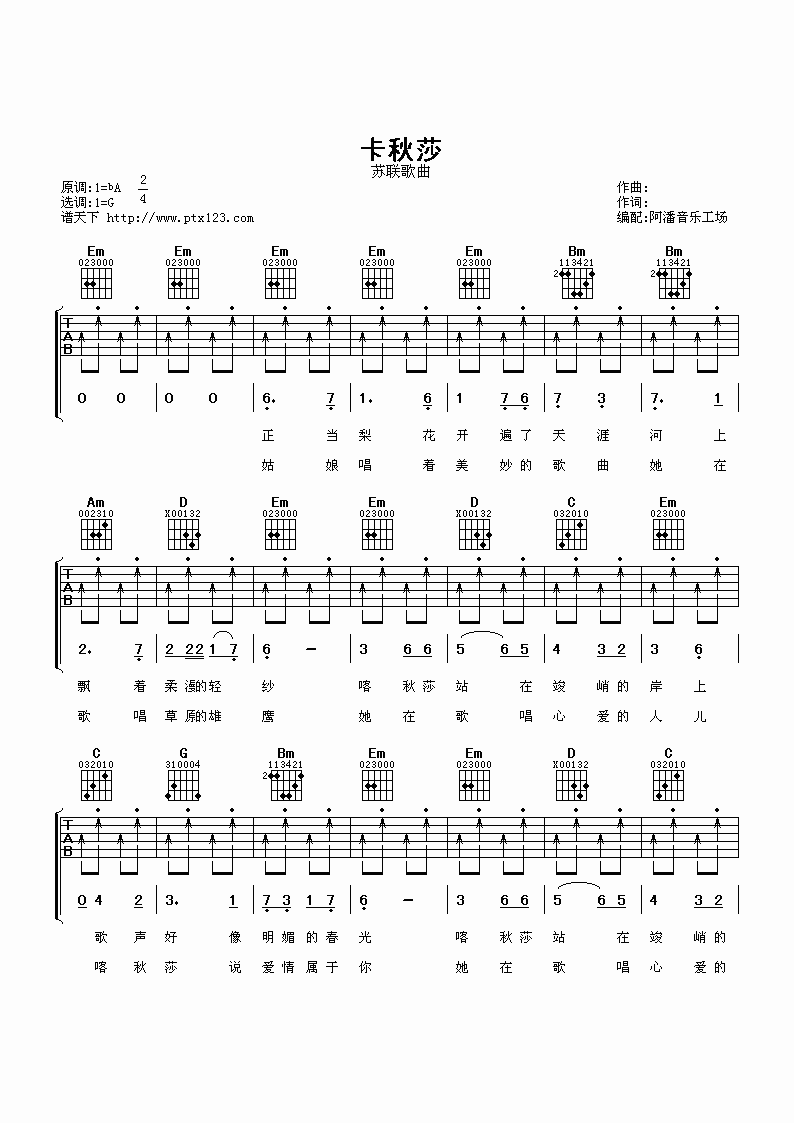 卡秋莎
苏联歌曲
原调:1=bA 2/4
选调:1=G
谱天下 http://www.ptx123.com
作曲:
作词:
编配:阿潘音乐工场
Em Em Em Em Em Bm Bm
023000 023000 023000 023000 023000 113421 113421
2 2
T
A
B
0 0 0 0 6. 7 1. 6 1 7 6 7 3 7. 1
正 当 梨 花 开 遍 了 天 涯 河 上
姑 娘 唱 着 美 妙 的 歌 曲 她 在
Am D Em Em D C Em
002310 X00132 023000 023000 X00132 032010 023000
T
A
B
2. 7 2 2 2 1 7 6 - 3 6 6 5 6 5 4 3 2 3 6
飘 着 柔 漫 的 轻 纱 喀 秋 莎 站 在 竣 峭 的 岸 上
歌 唱 草 原 的 雄 鹰 她 在 歌 唱 心 爱 的 人 儿
C G Bm Em Em D C
032010 310004 113421 023000 023000 X00132 032010
2
T
A
B
0 4 2 3. 1 7 3 1 7 6 - 3 6 6 5 6 5 4 3 2
歌 声 好 像 明 媚 的 春 光 喀 秋 莎 站 在 竣 峭 的
喀 秋 莎 说 爱 情 属 于 你 她 在 歌 唱 心 爱 的